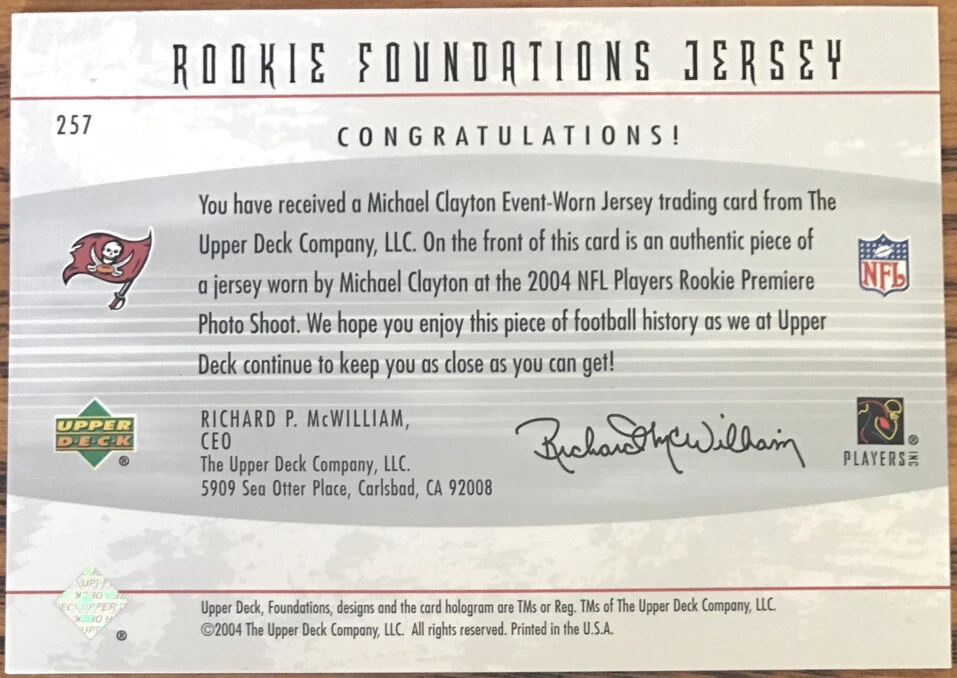 ROOKIE FOUNDATIONS JERSEY
257
CONGRATULATIONS!
You have received a Michael Clayton Event-Worn Jersey trading card from The
Upper Deck Company, LLC. On the front of this card is an authentic piece of
a jersey worn by Michael Clayton at the 2004 NFL Players Rookie Premiere
Photo Shoot. We hope you enjoy this piece of football history as we at Upper
Deck continue to keep you as close as you can get!
NFL
UPPER
DECK
®
RICHARD P. McWILLIAM,
CEO
The Upper Deck Company, LLC.
5909 Sea Otter Place, Carlsbad, CA 92008
Richard McWilliam
®
PLAYERS INC
UPPER
®
Upper Deck, Foundations, designs and the card hologram are TMs or Reg. TMs of The Upper Deck Company, LLC.
©2004 The Upper Deck Company, LLC. All rights reserved. Printed in the U.S.A.